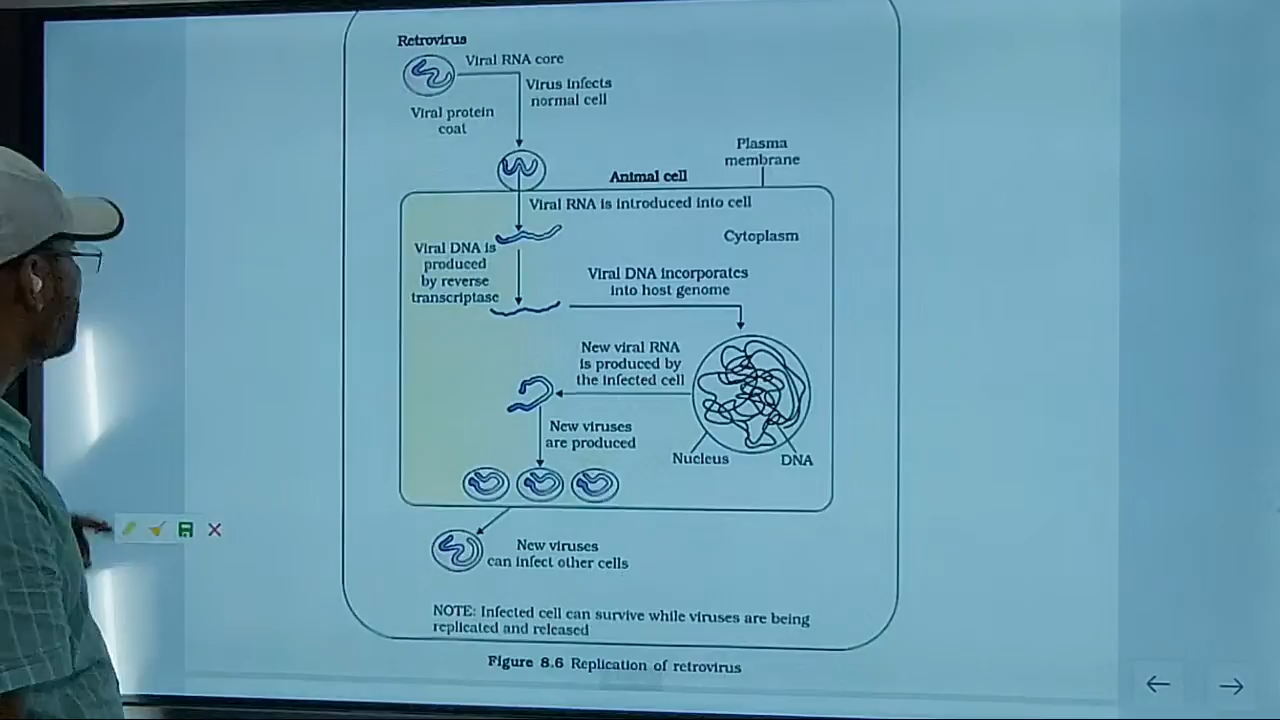 Retrovirus
Viral RNA core
Virus infects
normal cell
Viral protein
coat
Plasma
membrane
Animal cell
Viral RNA is introduced into cell
Cytoplasm
Viral DNA is
produced
by reverse
transcriptase
Viral DNA incorporates
into host genome
New viral RNA
is produced by
the infected cell
New viruses
are produced
Nucleus
DNA
New viruses
can infect other cells
NOTE: Infected cell can survive while viruses are being
replicated and released
Figure 8.6 Replication of retrovirus